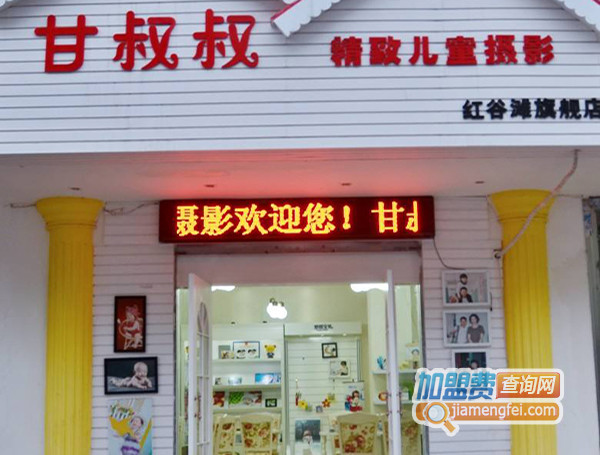 甘叔叔
精致儿童摄影
红谷滩旗舰店
摄影欢迎您！甘叔
加盟费查询网
jiamengfei.com